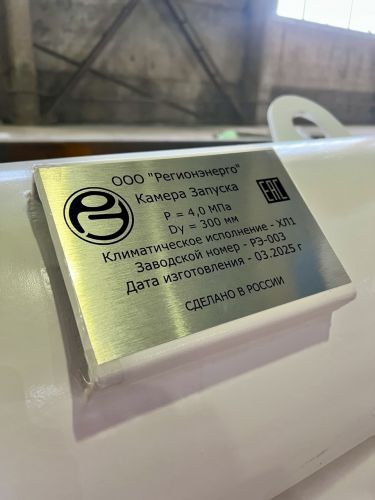 ООО "Регионэнерго"
Камера Запуска
EAC
P = 4,0 МПа
Dy = 300 мм
Климатическое исполнение - ХЛ1
Заводской номер - РЭ-003
Дата изготовления - 03.2025 г
СДЕЛАНО В РОССИИ